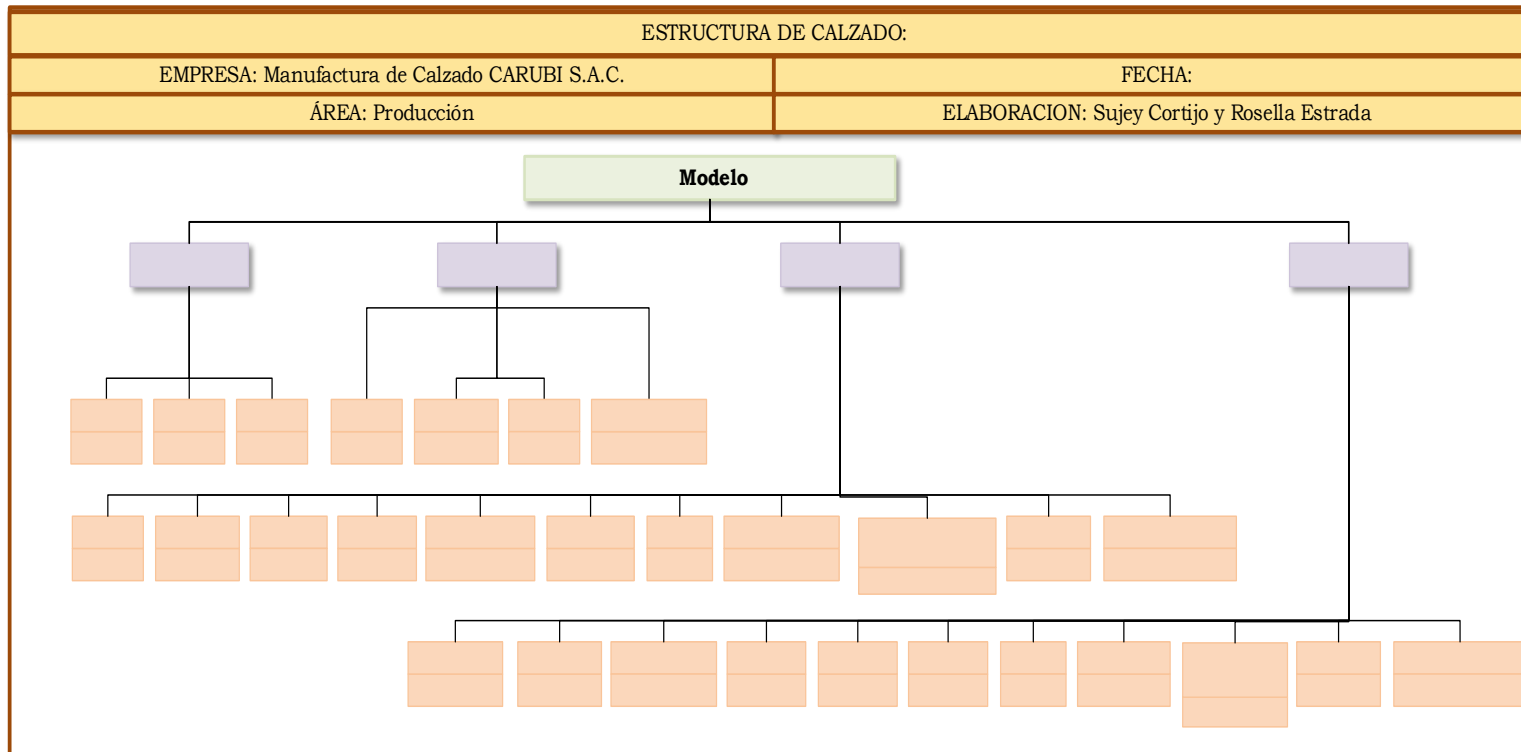 ESTRUCTURA DE CALZADO:
EMPRESA: Manufactura de Calzado CARUBI S.A.C.
FECHA:
ÁREA: Producción
ELABORACION: Sujey Cortijo y Rosella Estrada
Modelo